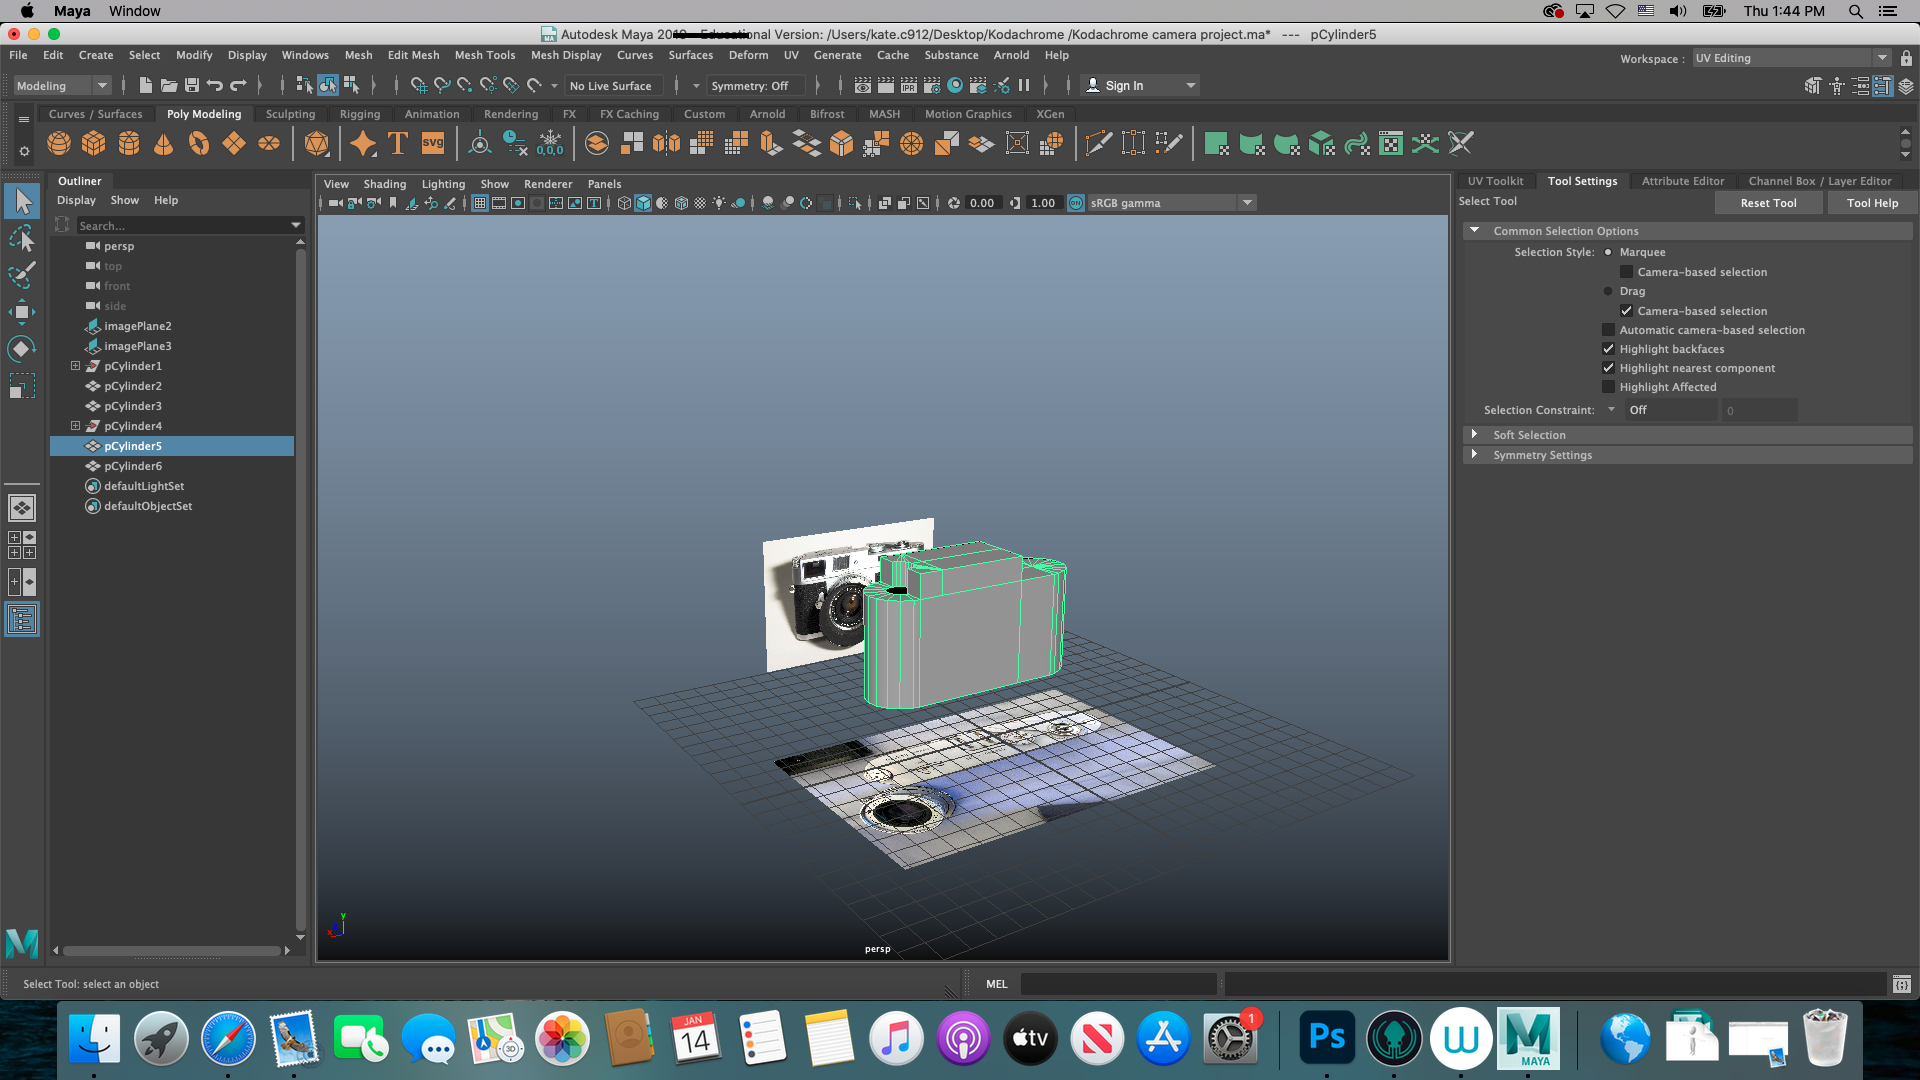 Maya Window Thu 1:44 PM
Educational Version: /Users/kate.c912/Desktop/Kodachrome /Kodachrome camera project.ma* --- pCylinder5
Autodesk Maya
File Edit Create Select Modify Display Windows Mesh Edit Mesh Mesh Tools Mesh Display Curves Surfaces Deform UV Generate Cache Substance Arnold Help
Workspace : UV Editing
Modeling No Live Surface Symmetry: Off IPR Sign In
Curves / Surfaces Poly Modeling Sculpting Rigging Animation Rendering FX FX Caching Custom Arnold Bifrost MASH Motion Graphics XGen
T SVG 0,0,0
Outliner
Display Show Help
Search...
persp
top
front
side
imagePlane2
imagePlane3
pCylinder1
pCylinder2
pCylinder3
pCylinder4
pCylinder5
pCylinder6
defaultLightSet
defaultObjectSet
View Shading Lighting Show Renderer Panels
0.00 1.00 ON sRGB gamma
y
x
persp
UV Toolkit Tool Settings Attribute Editor Channel Box / Layer Editor
Select Tool Reset Tool Tool Help
Common Selection Options
Selection Style: Marquee
Camera-based selection
Drag
Camera-based selection
Automatic camera-based selection
Highlight backfaces
Highlight nearest component
Highlight Affected
Selection Constraint: Off 0
Soft Selection
Symmetry Settings
Select Tool: select an object MEL
JAN
14
tv
1
Ps
M
MAYA